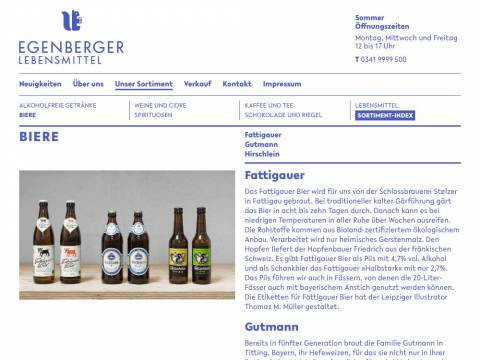 Sommer
Öffnungszeiten
Montag, Mittwoch und Freitag
12 bis 17 Uhr
T 0341 9999 500
EGENBERGER
LEBENSMITTEL
Neuigkeiten Über uns Unser Sortiment Verkauf Kontakt Impressum
ALKOHOLFREIE GETRÄNKE WEINE UND CIDRE KAFFEE UND TEE LEBENSMITTEL
BIERE SPIRITUOSEN SCHOKOLADE UND RIEGEL SORTIMENT-INDEX
BIERE
Fattigauer
Gutmann
Hirschlein
Fattigauer
Das Fattigauer Bier wird für uns von der Schlossbrauerei Stelzer
in Fattigau gebraut. Bei traditioneller kalter Gärführung gärt
das Bier in acht bis zehn Tagen durch. Danach kann es bei
niedrigen Temperaturen in aller Ruhe über Wochen ausreifen.
Die Rohstoffe kommen aus Bioland-zertifiziertem ökologischem
Anbau. Verarbeitet wird nur heimisches Gerstenmalz. Den
Hopfen liefert der Hopfenbauer Friedrich aus der fränkischen
Schweiz. Es gibt Fattigauer Bier als Pils mit 4,7% vol. Alkohol
und als Schankbier das Fattigauer »Halbstark« mit nur 2,7%.
Das Pils führen wir auch in Fässern, von denen die 20-Liter-
Fässer auch mit bayerischem Anstich genutzt werden können.
Die Etiketten für Fattigauer Bier hat der Leipziger Illustrator
Thomas M. Müller gestaltet.
Gutmann
Bereits in fünfter Generation braut die Familie Gutmann in
Titting, Bayern, ihr Hefeweizen, für das sie nicht nur in ihrer